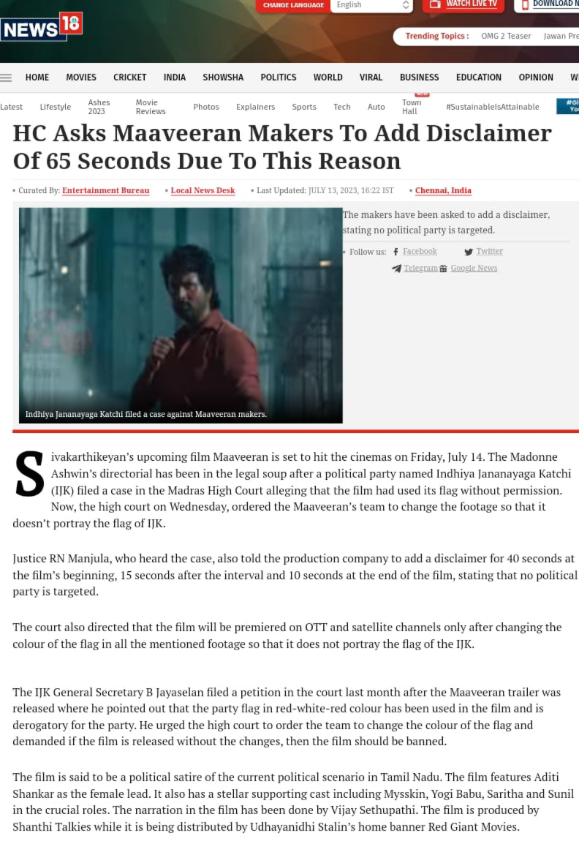 CHANGE LANGUAGE
English
WATCH LIVE TV
DOWNLOAD
NEWS 18
Trending Topics :
OMG 2 Teaser
Jawan
HOME
MOVIES
CRICKET
INDIA
SHOWSHA
POLITICS
WORLD
VIRAL
BUSINESS
EDUCATION
OPINION
Latest
Lifestyle
Ashes 2023
Movie Reviews
Photos
Explainers
Sports
Tech
Auto
Town Hall
#SustainableIsAttainable
HC Asks Maaveeran Makers To Add Disclaimer
Of 65 Seconds Due To This Reason
Curated By: Entertainment Bureau
Local News Desk
Last Updated: JULY 13, 2023, 16:22 IST
Chennai, India
The makers have been asked to add a disclaimer,
stating no political party is targeted.
Follow us:
Facebook
Twitter
Telegram
Google News
Indhiya Jananayaga Katchi filed a case against Maaveeran makers.
Sivakarthikeyan's upcoming film Maaveeran is set to hit the cinemas on Friday, July 14. The Madonne
Ashwin's directorial has been in the legal soup after a political party named Indhiya Jananayaga Katchi
(IJK) filed a case in the Madras High Court alleging that the film had used its flag without permission.
Now, the high court on Wednesday, ordered the Maaveeran's team to change the footage so that it
doesn't portray the flag of IJK.
Justice RN Manjula, who heard the case, also told the production company to add a disclaimer for 40 seconds at
the film's beginning, 15 seconds after the interval and 10 seconds at the end of the film, stating that no political
party is targeted.
The court also directed that the film will be premiered on OTT and satellite channels only after changing the
colour of the flag in all the mentioned footage so that it does not portray the flag of the IJK.
The IJK General Secretary B Jayaselan filed a petition in the court last month after the Maaveeran trailer was
released where he pointed out that the party flag in red-white-red colour has been used in the film and is
derogatory for the party. He urged the high court to order the team to change the colour of the flag and
demanded if the film is released without the changes, then the film should be banned.
The film is said to be a political satire of the current political scenario in Tamil Nadu. The film features Aditi
Shankar as the female lead. It also has a stellar supporting cast including Mysskin, Yogi Babu, Saritha and Sunil
in the crucial roles. The narration in the film has been done by Vijay Sethupathi. The film is produced by
Shanthi Talkies while it is being distributed by Udhayanidhi Stalin's home banner Red Giant Movies.